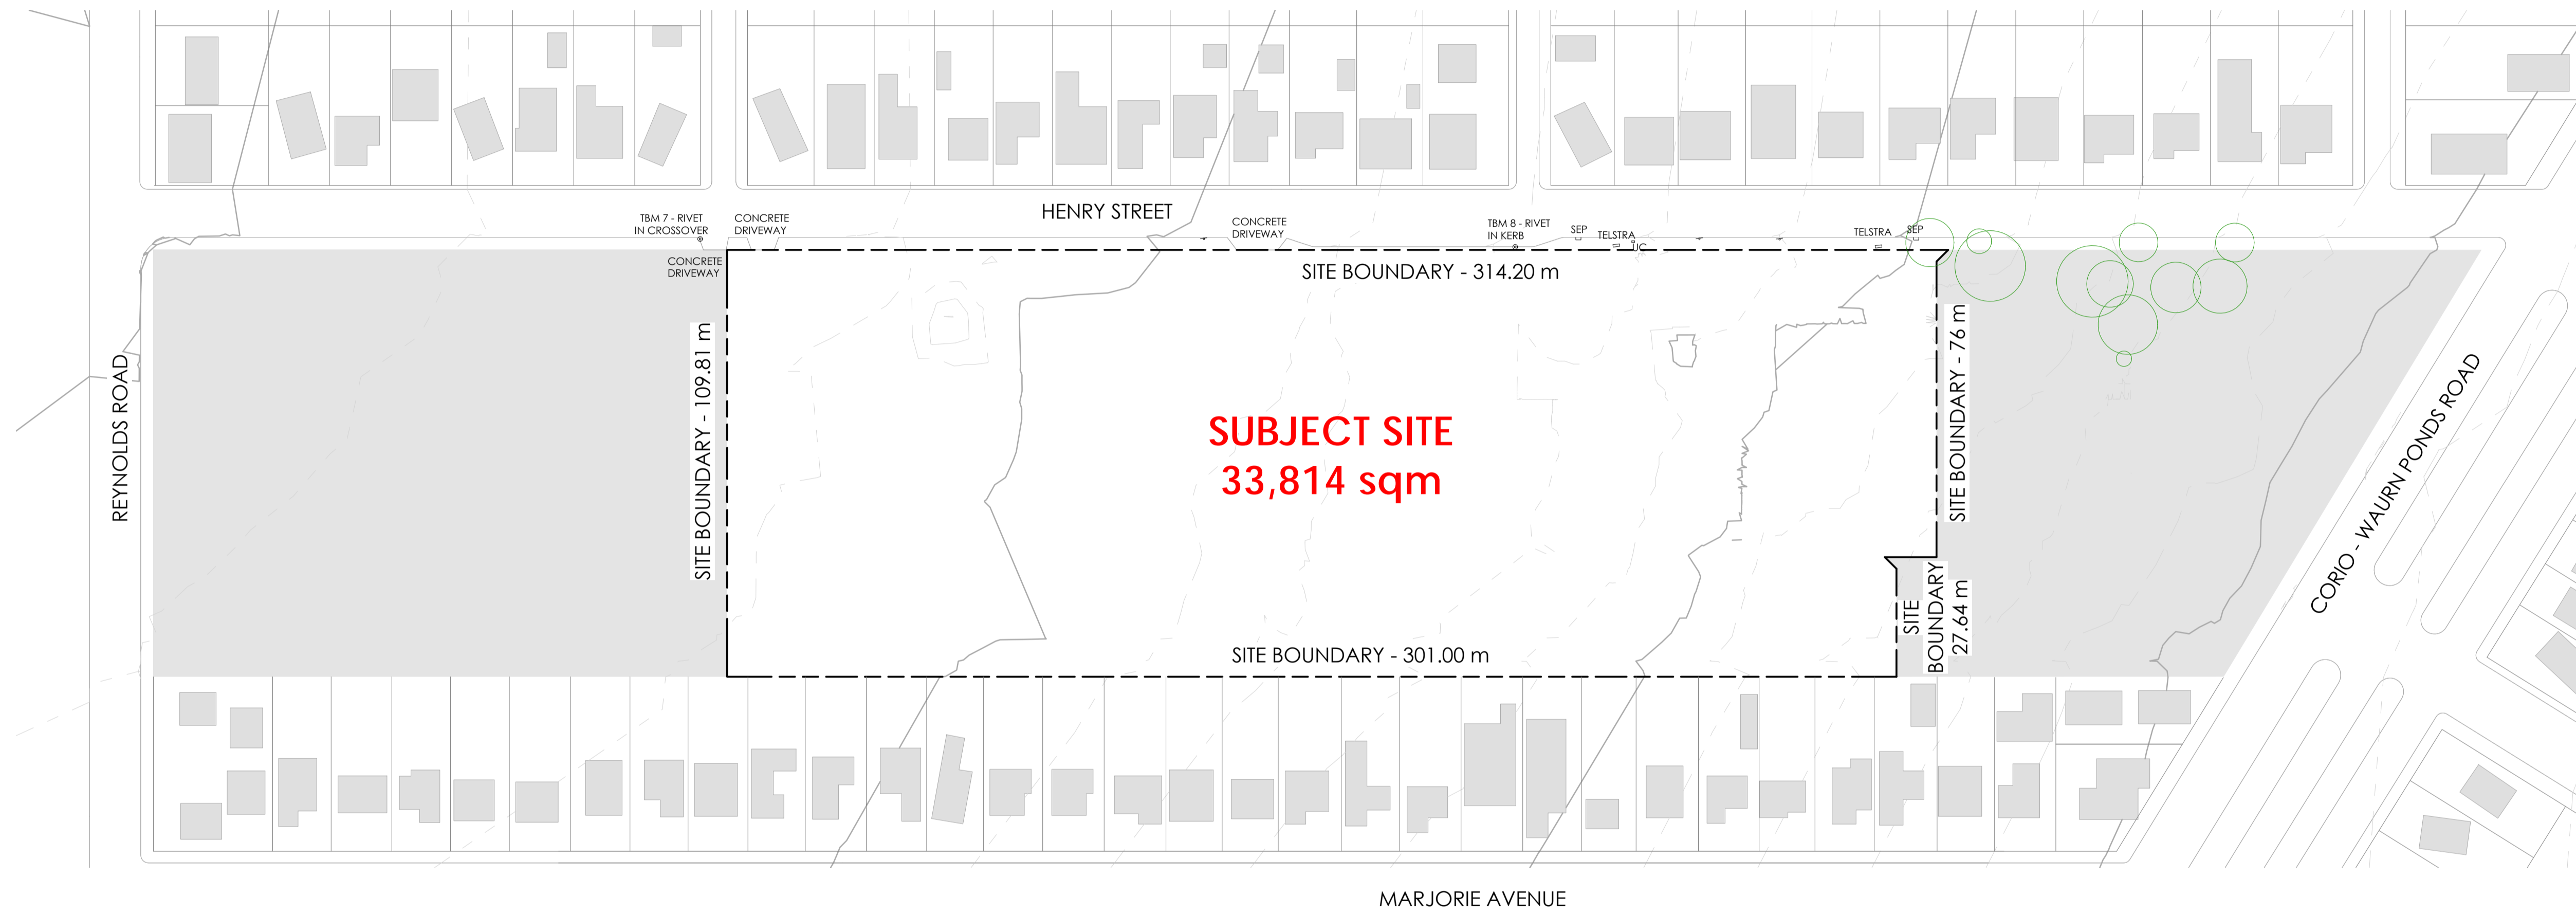 HENRY STREET
TBM 7 - RIVET
IN CROSSOVER
CONCRETE
DRIVEWAY
CONCRETE
DRIVEWAY
TBM 8 - RIVET
IN KERB
SEP
TELSTRA
TELSTRA
SEP
CONCRETE
DRIVEWAY
SITE BOUNDARY - 314.20 m
SITE BOUNDARY - 109.81 m
SITE BOUNDARY - 76 m
REYNOLDS ROAD
SUBJECT SITE
33,814 sqm
CORIO - WAURN PONDS ROAD
SITE
BOUNDARY
27.64 m
SITE BOUNDARY - 301.00 m
MARJORIE AVENUE